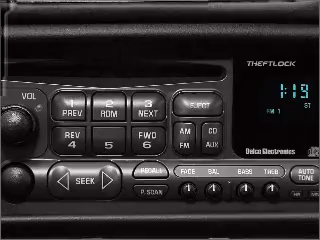 THEFTLOCK
VOL
1 2 3 EJECT
PREV RDM NEXT
1:19
ST
FM 1
REV FWD AM CD
4 5 6 FM AUX
Delco Electronics
SEEK RECALL FADE BAL BASS TREB AUTO
TONE
P.SCAN